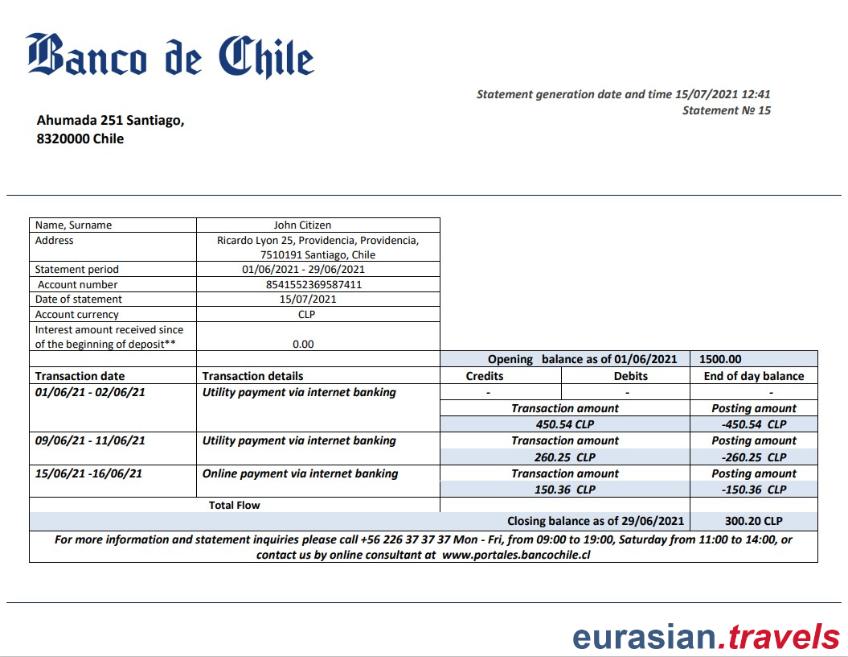 Banco de Chile
Statement generation date and time 15/07/2021 12:41
Statement № 15
Ahumada 251 Santiago,
8320000 Chile
Name, Surname John Citizen
Address Ricardo Lyon 25, Providencia, Providencia,
7510191 Santiago, Chile
Statement period 01/06/2021 - 29/06/2021
Account number 8541552369587411
Date of statement 15/07/2021
Account currency CLP
Interest amount received since
of the beginning of deposit** 0.00
Opening balance as of 01/06/2021 1500.00
Transaction date Transaction details Credits Debits End of day balance
01/06/21 - 02/06/21 Utility payment via internet banking - - -
Transaction amount Posting amount
450.54 CLP -450.54 CLP
09/06/21 - 11/06/21 Utility payment via internet banking Transaction amount Posting amount
260.25 CLP -260.25 CLP
15/06/21 -16/06/21 Online payment via internet banking Transaction amount Posting amount
150.36 CLP -150.36 CLP
Total Flow
Closing balance as of 29/06/2021 300.20 CLP
For more information and statement inquiries please call +56 226 37 37 37 Mon - Fri, from 09:00 to 19:00, Saturday from 11:00 to 14:00, or
contact us by online consultant at www.portales.bancochile.cl
eurasian.travels